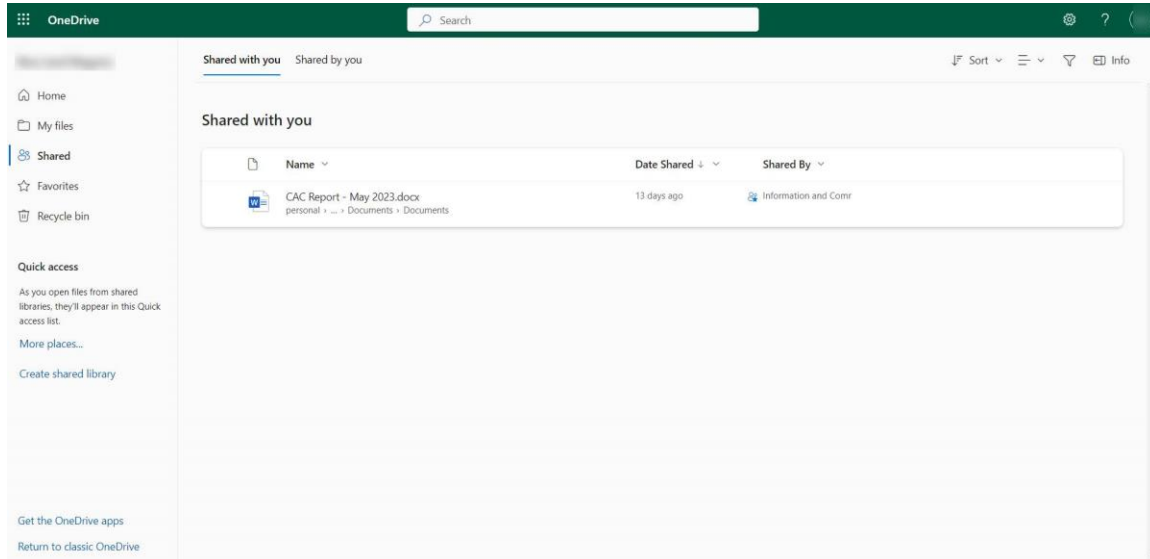 OneDrive
Search
?
Shared with you Shared by you
Sort
Info
Home
My files
Shared
Favorites
Recycle bin
Quick access
As you open files from shared
libraries, they'll appear in this Quick
access list.
More places...
Create shared library
Get the OneDrive apps
Return to classic OneDrive
Shared with you
Name Date Shared ↓ Shared By
CAC Report - May 2023.docx 13 days ago Information and Comr
personal › ... › Documents › Documents